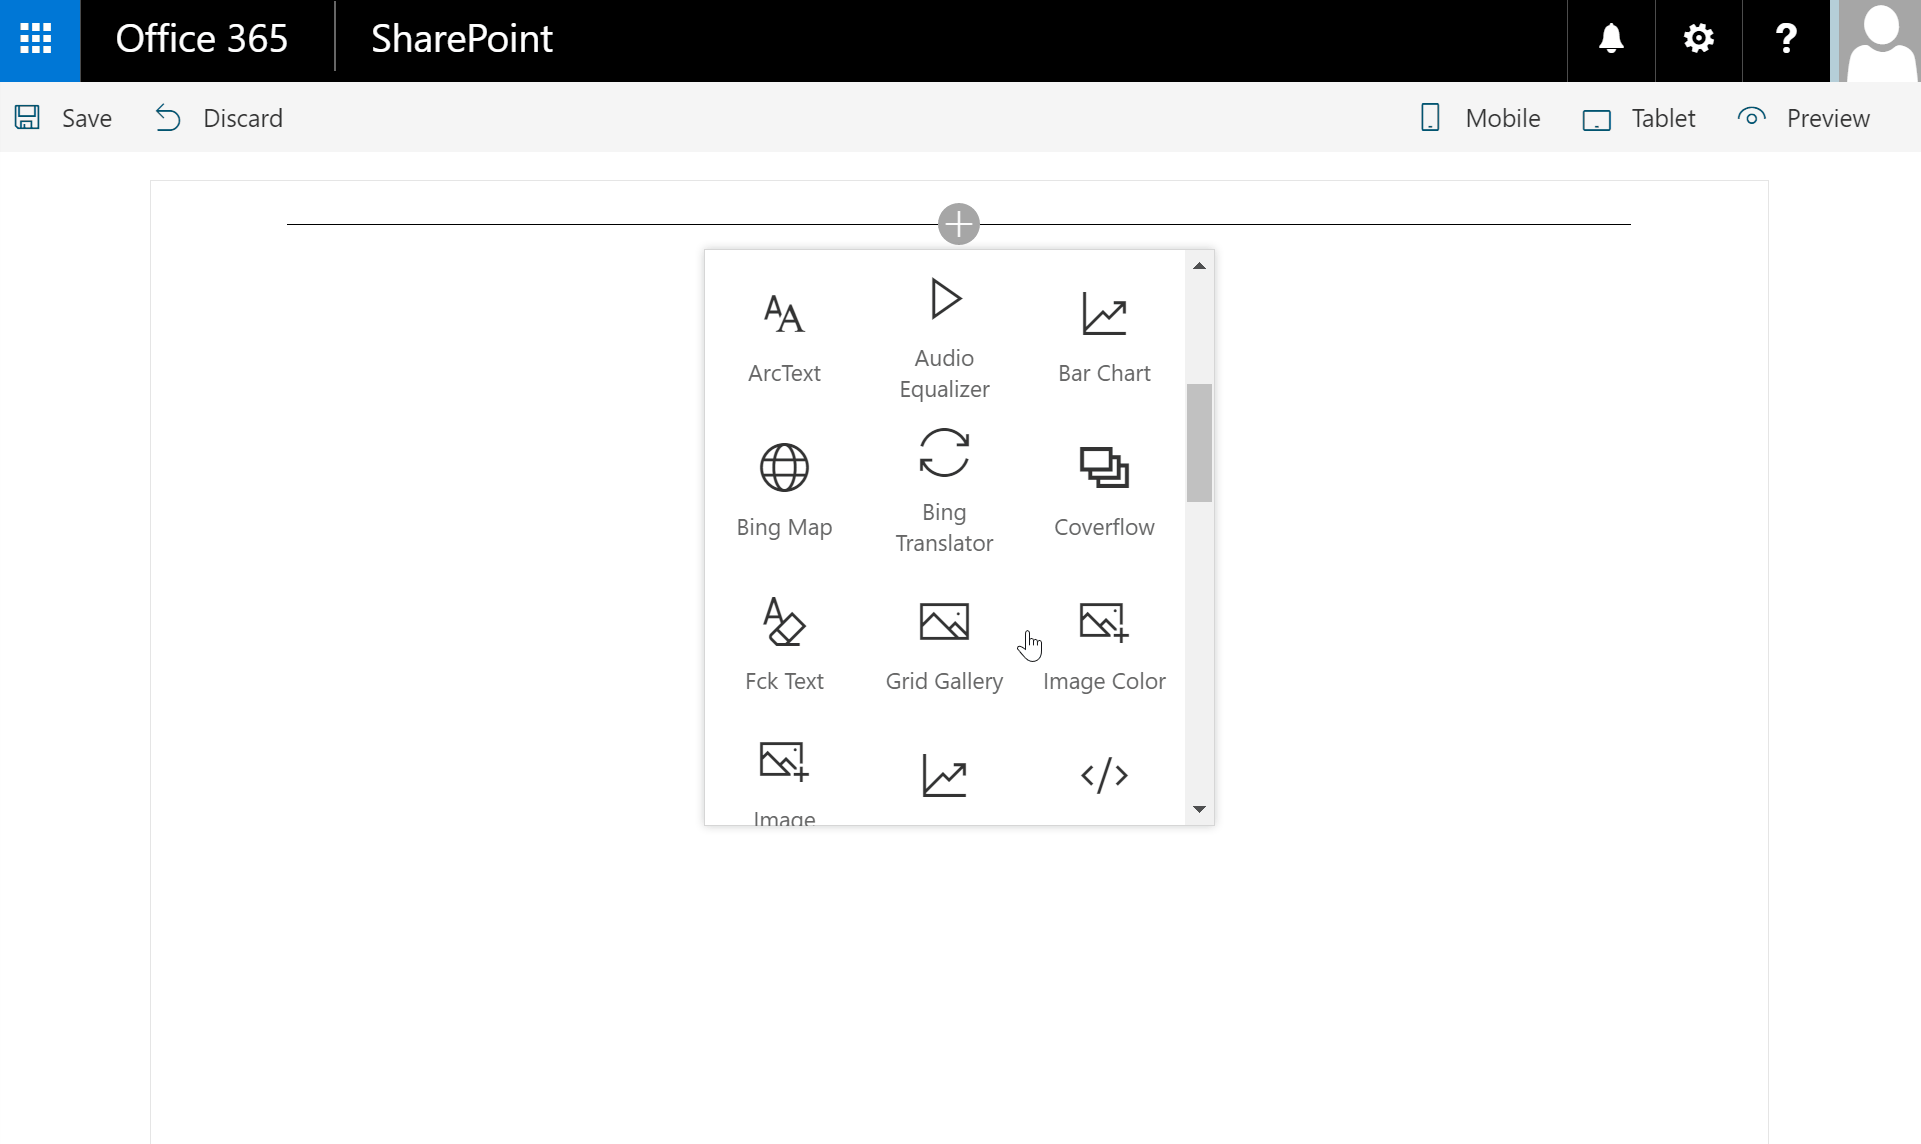 Office 365
SharePoint
Save
Discard
Mobile
Tablet
Preview
ArcText
Audio
Equalizer
Bar Chart
Bing Map
Bing
Translator
Coverflow
Fck Text
Grid Gallery
Image Color
Image